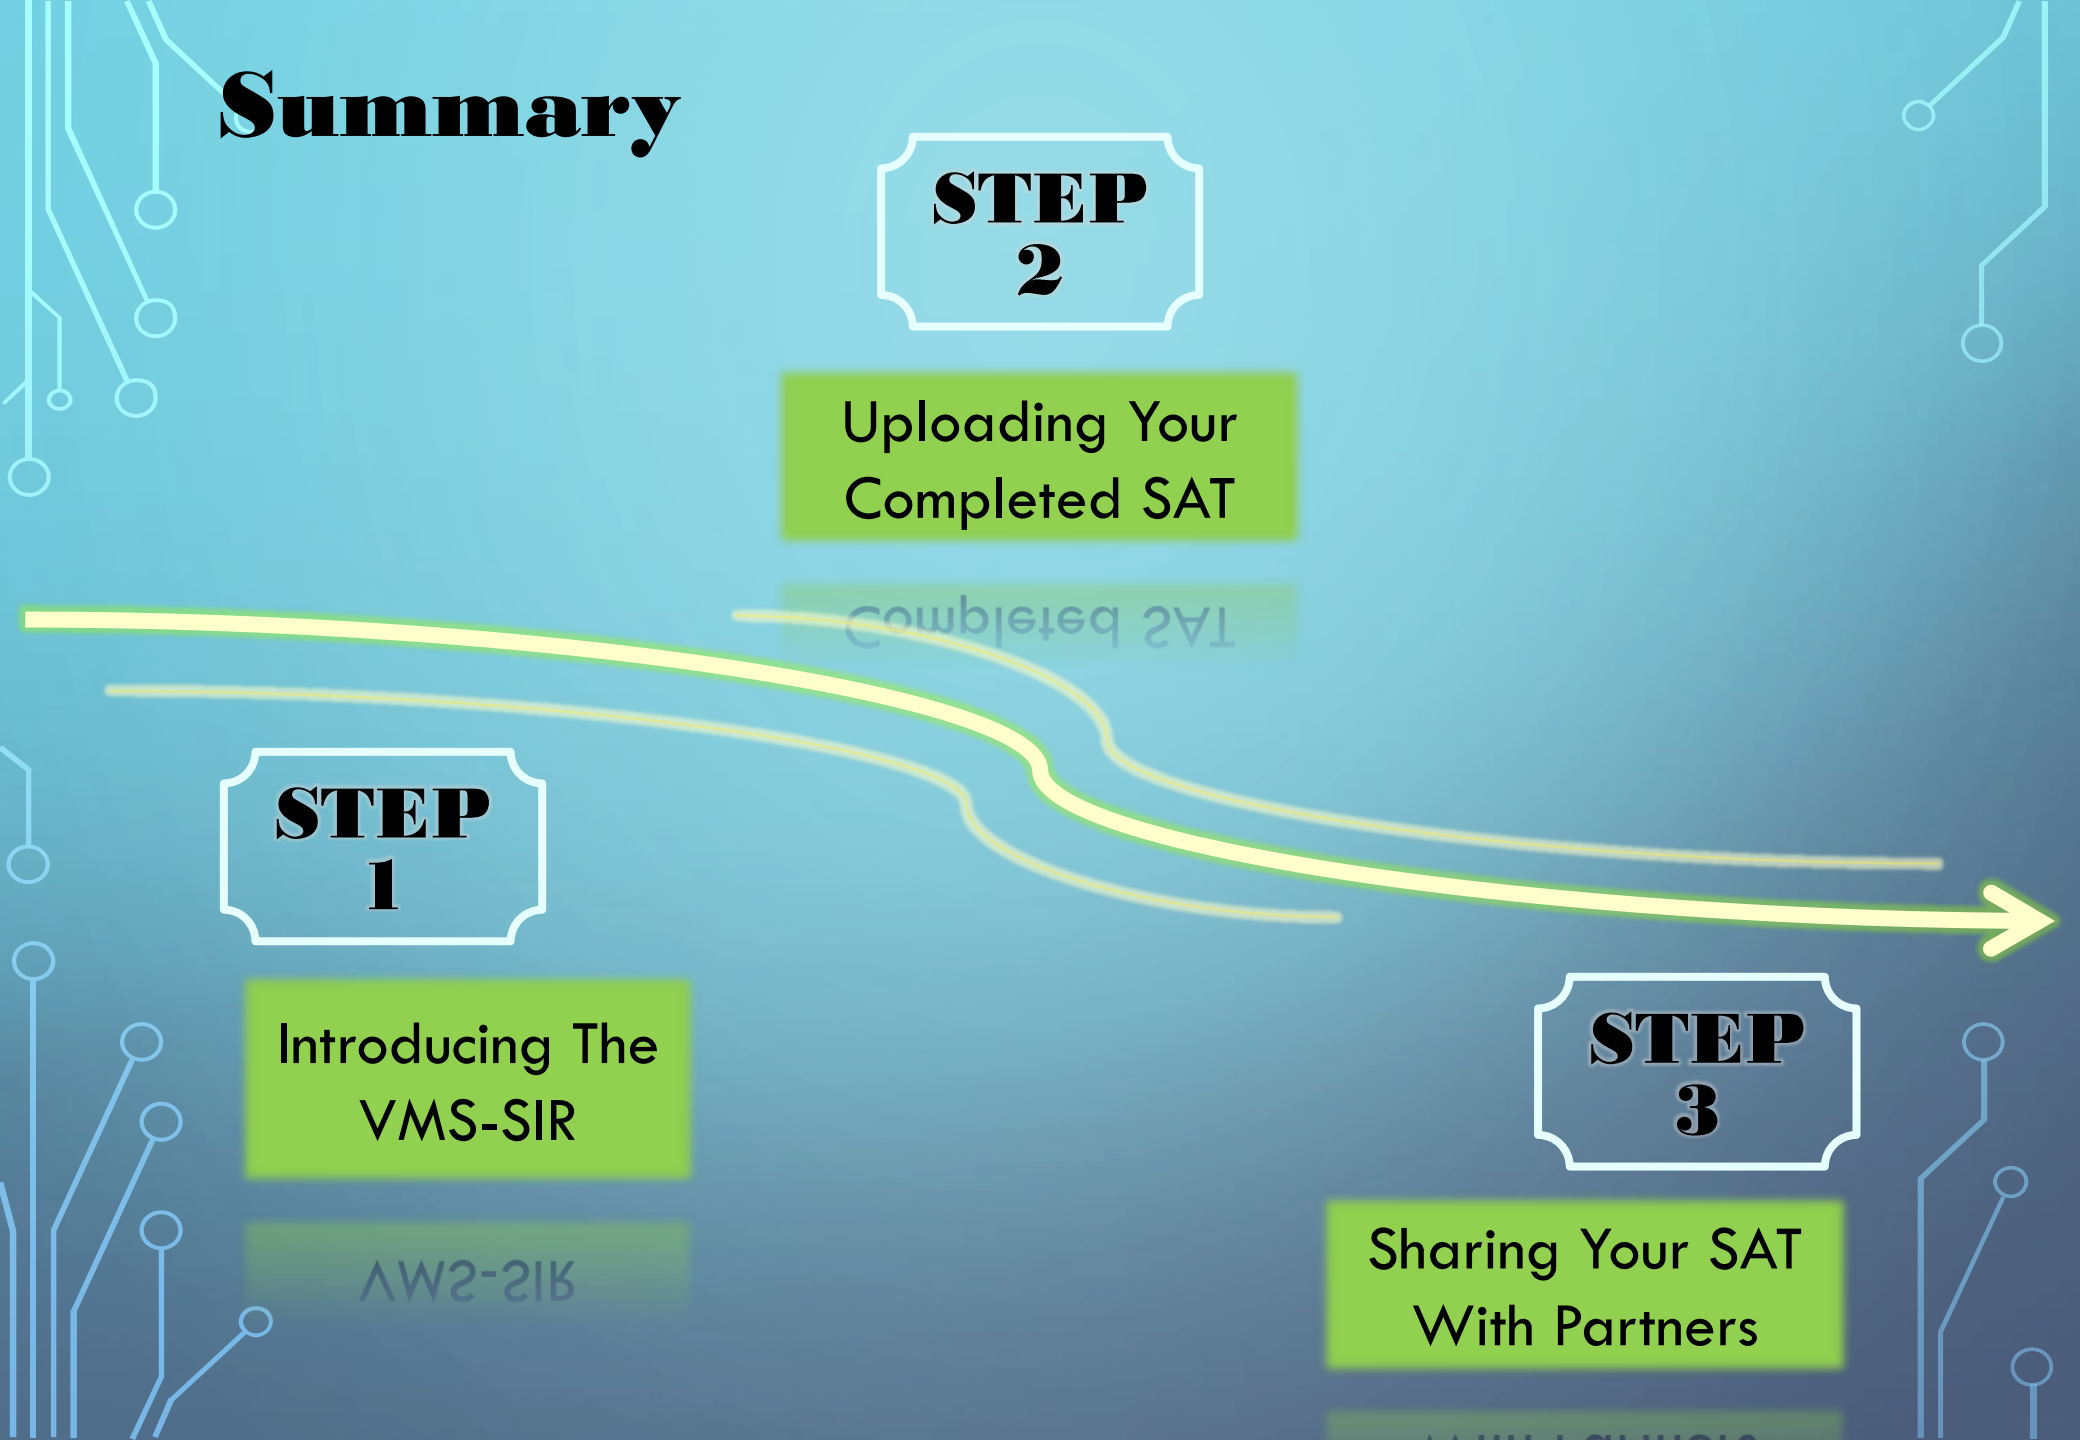 Summary
STEP
1
Introducing The
VMS-SIR
STEP
2
Uploading Your
Completed SAT
STEP
3
Sharing Your SAT
With Partners